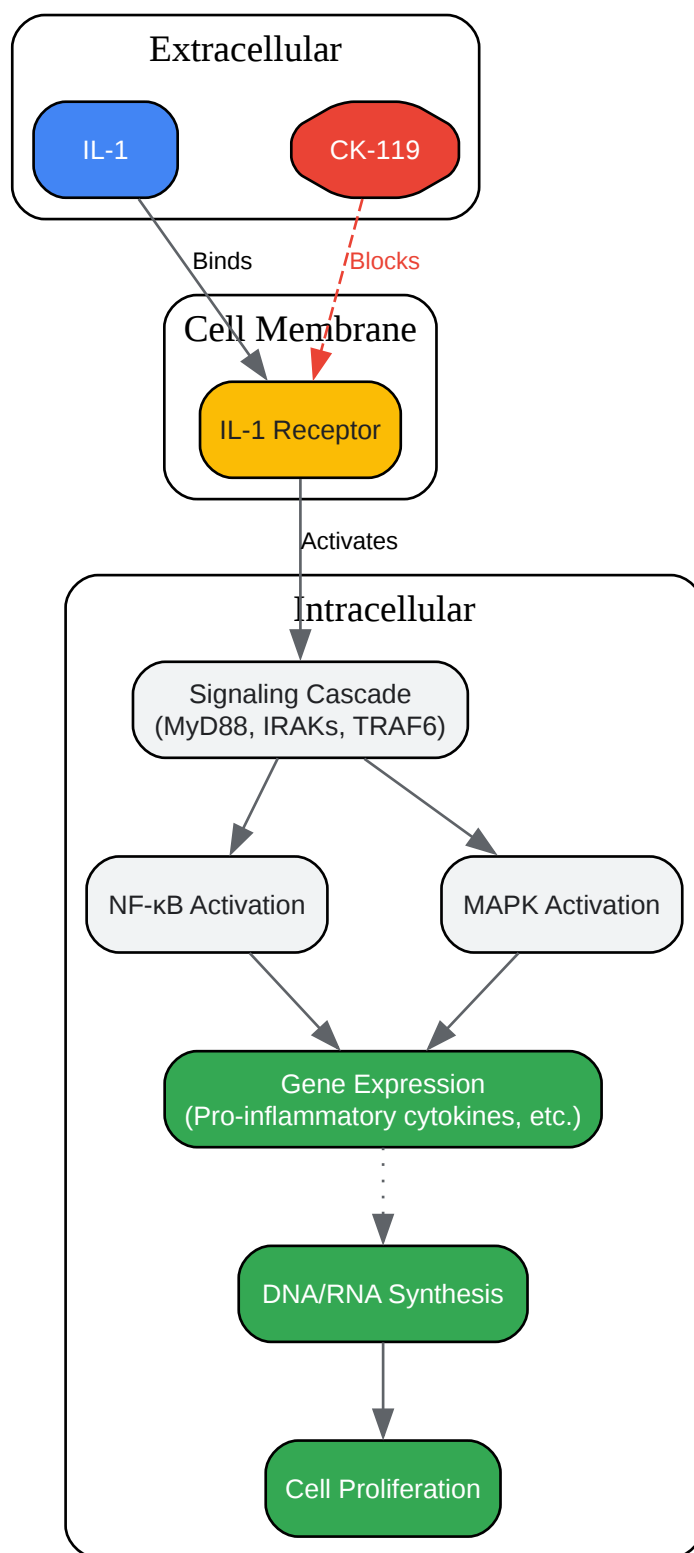 Extracellular
IL-1
CK-119
Binds
Blocks
Cell Membrane
IL-1 Receptor
Activates
Intracellular
Signaling Cascade
(MyD88, IRAKs, TRAF6)
NF-κB Activation
MAPK Activation
Gene Expression
(Pro-inflammatory cytokines, etc.)
DNA/RNA Synthesis
Cell Proliferation